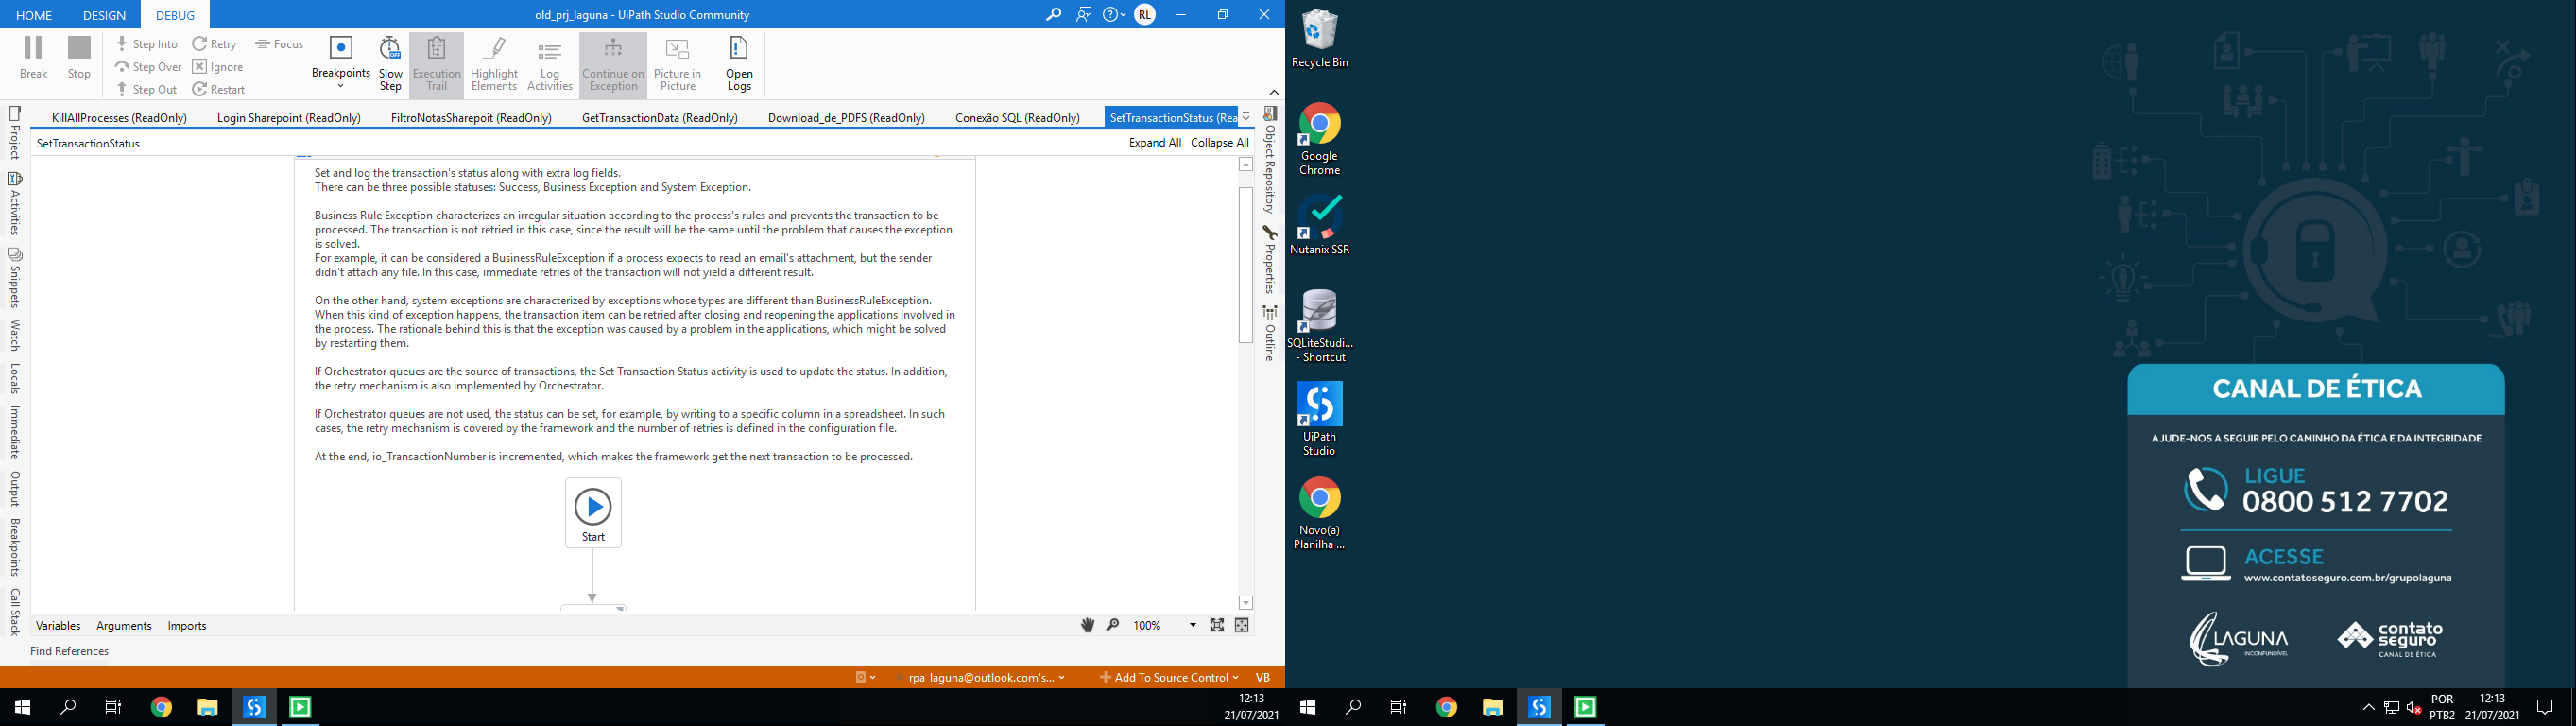 HOME DESIGN DEBUG old_prj_laguna - UiPath Studio Community RL
Break
Stop
Step Into
Step Over
Step Out
Retry
Ignore
Restart
Focus
Breakpoints
Slow
Step
Execution
Trail
Highlight
Elements
Log
Activities
Continue on
Exception
Picture in
Picture
Open
Logs
KillAllProcesses (ReadOnly) Login Sharepoint (ReadOnly) FiltroNotasSharepoit (ReadOnly) GetTransactionData (ReadOnly) Download_de_PDFS (ReadOnly) Conexão SQL (ReadOnly) SetTransactionStatus (Rea
SetTransactionStatus Expand All Collapse All
Project
Activities
Snippets
Watch
Locals
Immediate
Output
Breakpoints
Call Stack
Set and log the transaction's status along with extra log fields.
There can be three possible statuses: Success, Business Exception and System Exception.
Business Rule Exception characterizes an irregular situation according to the process's rules and prevents the transaction to be
processed. The transaction is not retried in this case, since the result will be the same until the problem that causes the exception
is solved.
For example, it can be considered a BusinessRuleException if a process expects to read an email's attachment, but the sender
didn't attach any file. In this case, immediate retries of the transaction will not yield a different result.
On the other hand, system exceptions are characterized by exceptions whose types are different than BusinessRuleException.
When this kind of exception happens, the transaction item can be retried after closing and reopening the applications involved in
the process. The rationale behind this is that the exception was caused by a problem in the applications, which might be solved
by restarting them.
If Orchestrator queues are the source of transactions, the Set Transaction Status activity is used to update the status. In addition,
the retry mechanism is also implemented by Orchestrator.
If Orchestrator queues are not used, the status can be set, for example, by writing to a specific column in a spreadsheet. In such
cases, the retry mechanism is covered by the framework and the number of retries is defined in the configuration file.
At the end, io_TransactionNumber is incremented, which makes the framework get the next transaction to be processed.
Start
Object Repository
Properties
Outline
Variables Arguments Imports 100%
Find References
rpa_laguna@outlook.com's... Add To Source Control VB
12:13
21/07/2021
Recycle Bin
Google
Chrome
Nutanix SSR
SQLiteStudi...
- Shortcut
UiPath
Studio
Novo(a)
Planilha ...
CANAL DE ÉTICA
AJUDE-NOS A SEGUIR PELO CAMINHO DA ÉTICA E DA INTEGRIDADE
LIGUE
0800 512 7702
ACESSE
www.contatoseguro.com.br/grupolaguna
LAGUNA
INCONFUNDÍVEL
contato
seguro
CANAL DE ÉTICA
POR
PTB2
12:13
21/07/2021